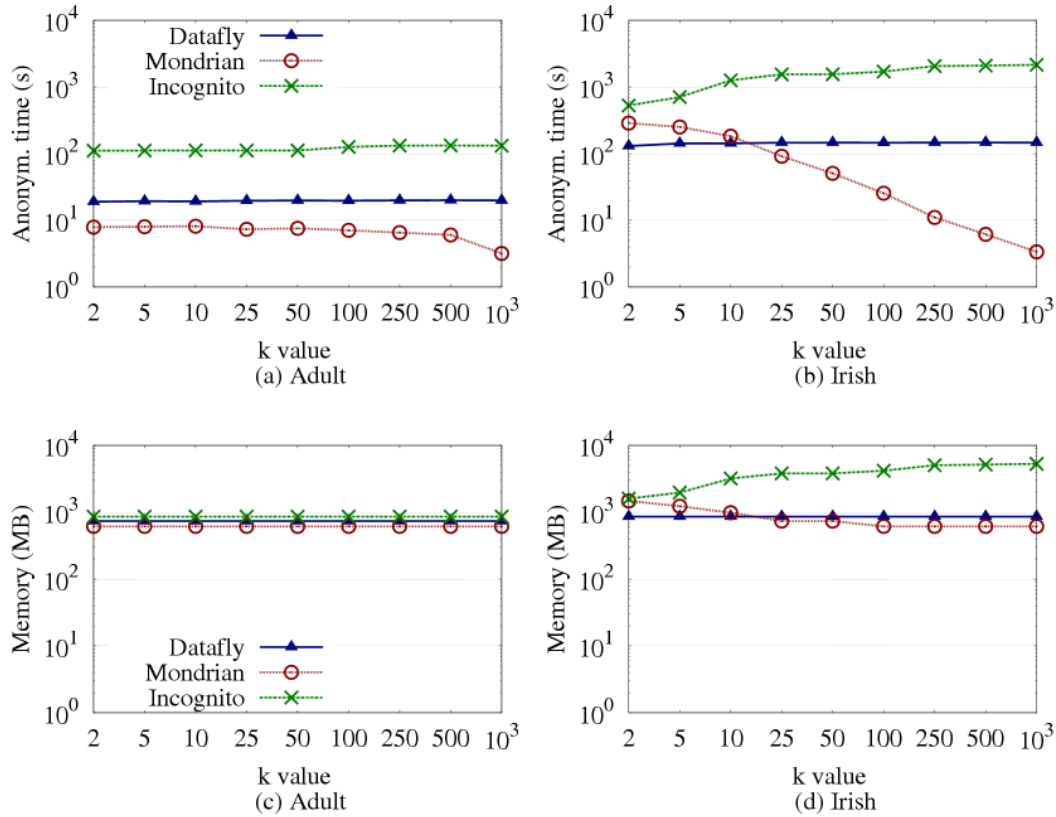 10^4
10^3
10^2
10^1
10^0
Anonym. time (s)
Datafly
Mondrian
Incognito
2 5 10 25 50 100 250 500 10^3
k value
(a) Adult
10^4
10^3
10^2
10^1
10^0
Anonym. time (s)
2 5 10 25 50 100 250 500 10^3
k value
(b) Irish
10^4
10^3
10^2
10^1
10^0
Memory (MB)
Datafly
Mondrian
Incognito
2 5 10 25 50 100 250 500 10^3
k value
(c) Adult
10^4
10^3
10^2
10^1
10^0
Memory (MB)
2 5 10 25 50 100 250 500 10^3
k value
(d) Irish